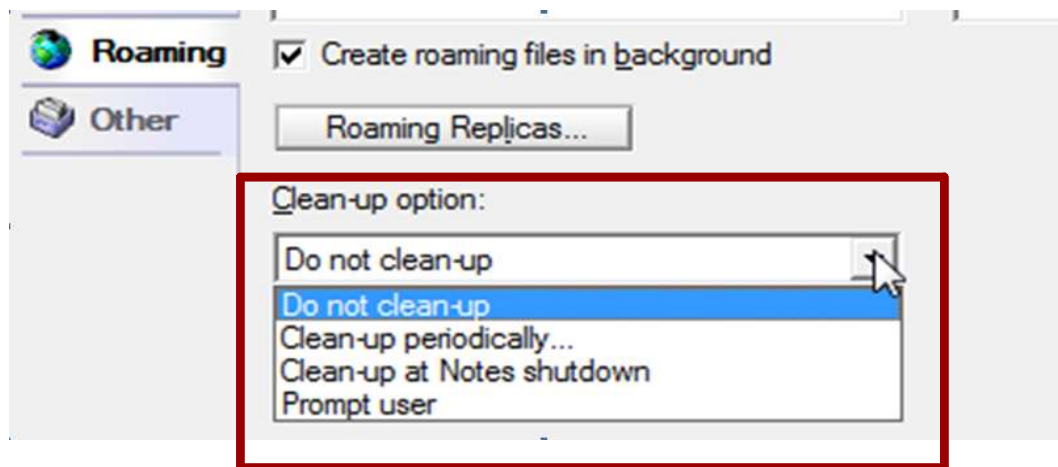 Roaming
Create roaming files in background
Other
Roaming Replicas...
Clean-up option:
Do not clean-up
Do not clean-up
Clean-up periodically...
Clean-up at Notes shutdown
Prompt user